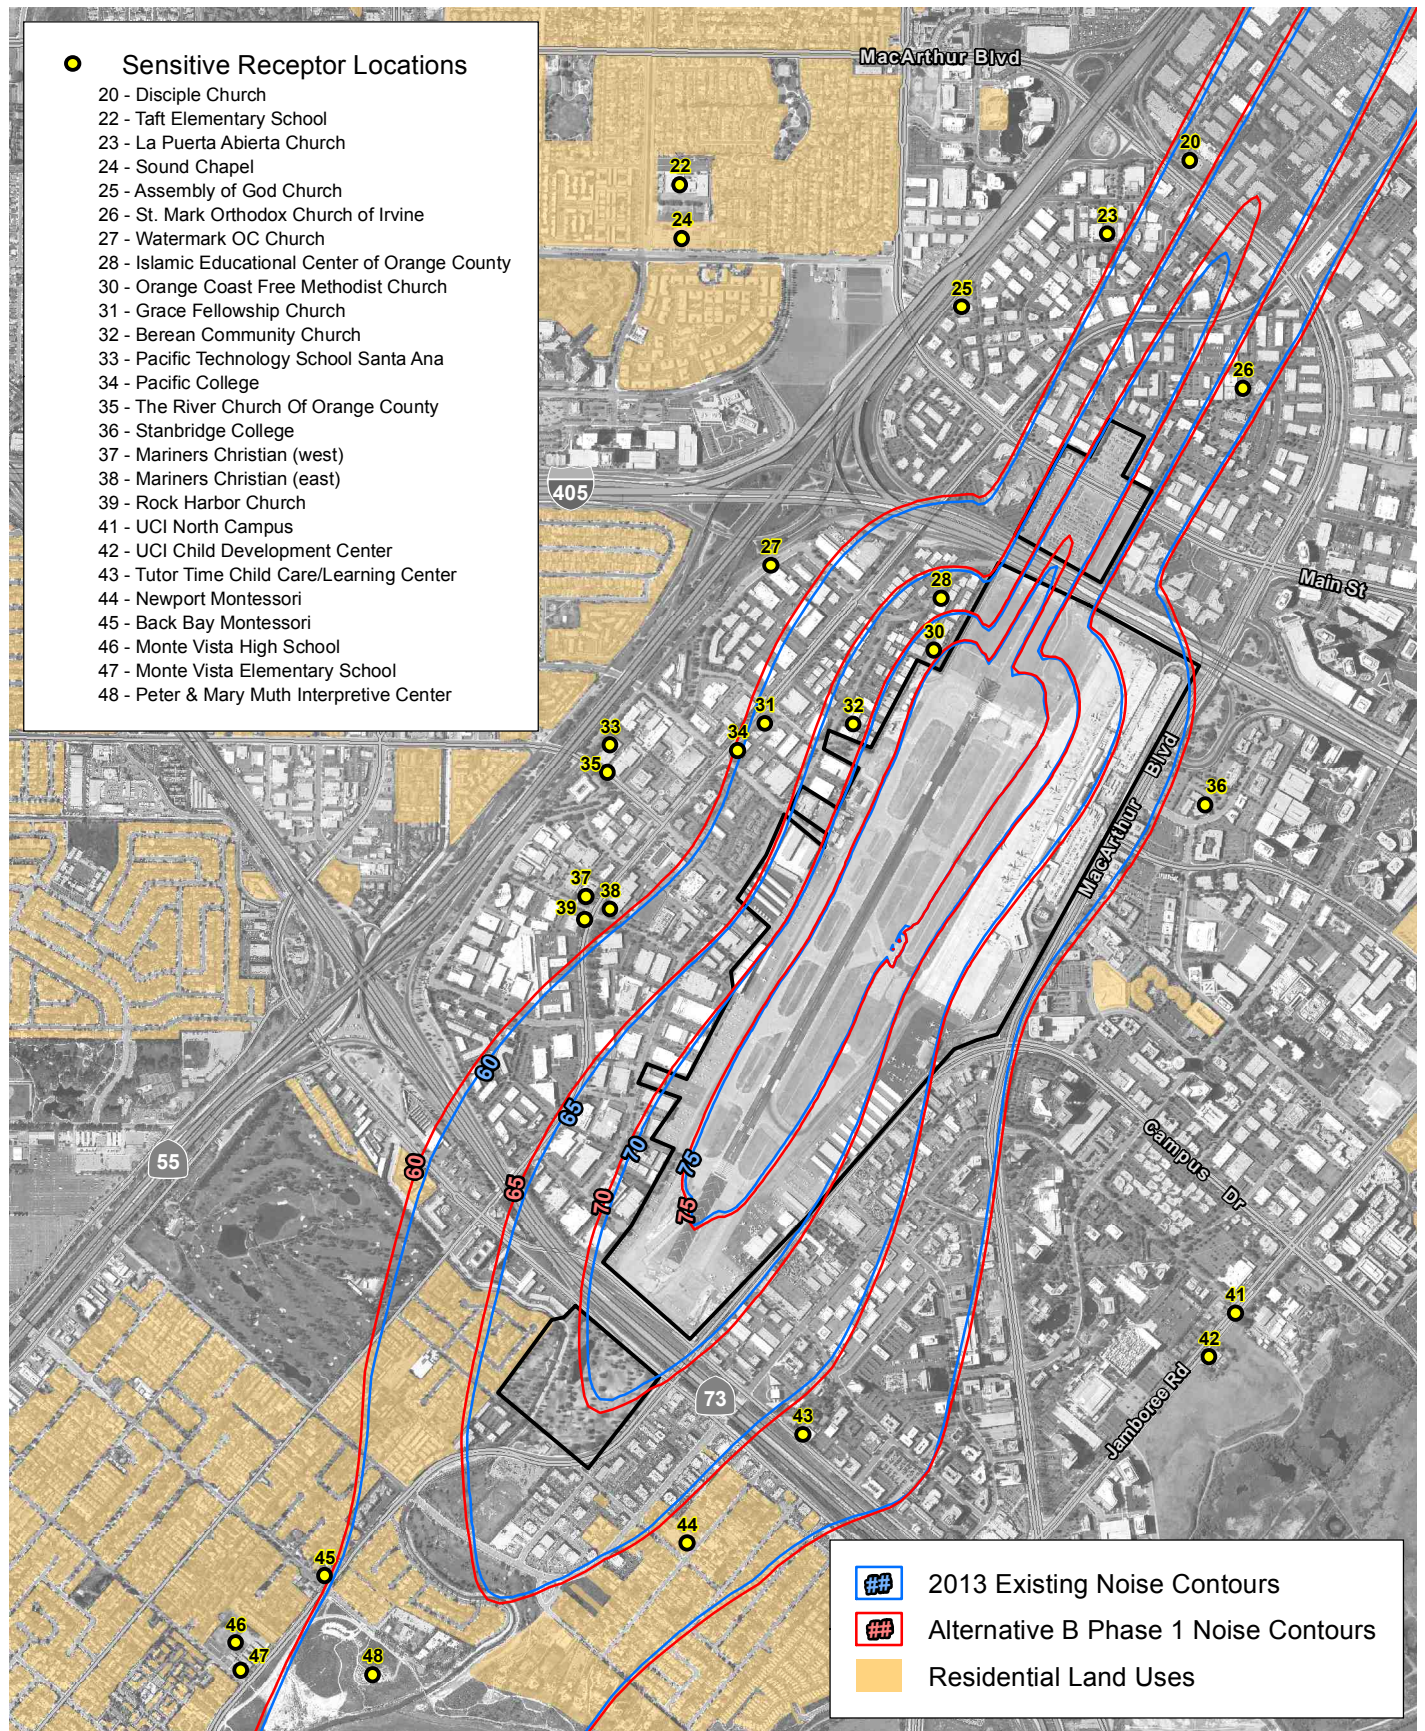 Sensitive Receptor Locations
20 - Disciple Church
22 - Taft Elementary School
23 - La Puerta Abierta Church
24 - Sound Chapel
25 - Assembly of God Church
26 - St. Mark Orthodox Church of Irvine
27 - Watermark OC Church
28 - Islamic Educational Center of Orange County
30 - Orange Coast Free Methodist Church
31 - Grace Fellowship Church
32 - Berean Community Church
33 - Pacific Technology School Santa Ana
34 - Pacific College
35 - The River Church Of Orange County
36 - Stanbridge College
37 - Mariners Christian (west)
38 - Mariners Christian (east)
39 - Rock Harbor Church
41 - UCI North Campus
42 - UCI Child Development Center
43 - Tutor Time Child Care/Learning Center
44 - Newport Montessori
45 - Back Bay Montessori
46 - Monte Vista High School
47 - Monte Vista Elementary School
48 - Peter & Mary Muth Interpretive Center
MacArthur Blvd
20
22
24
23
25
26
405
27
28
Main St
30
31
32
33
34
35
MacArthur Blvd
36
37
38
39
60
65
70
75
60
65
70
75
55
Campus Dr
41
42
Jamboree Rd
73
43
44
45
46
47
48
## 2013 Existing Noise Contours
## Alternative B Phase 1 Noise Contours
Residential Land Uses